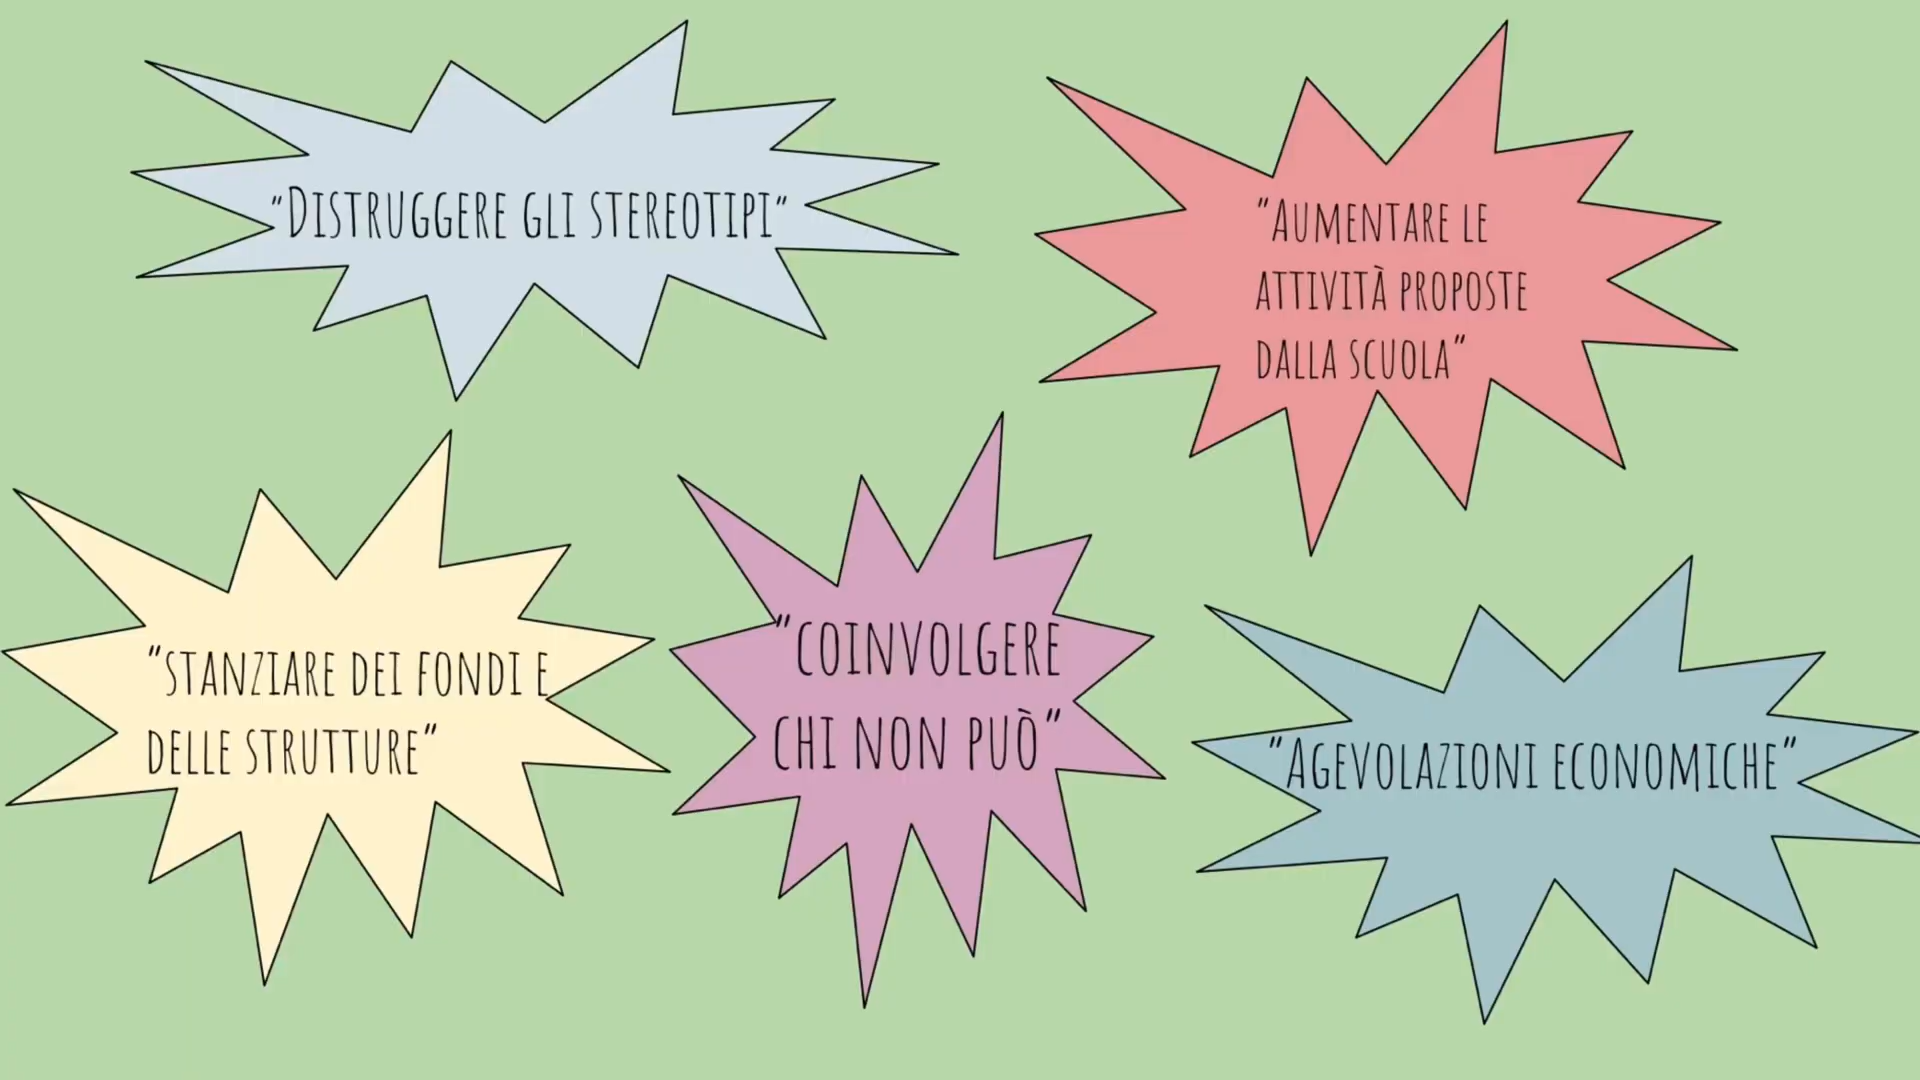 "Distruggere gli stereotipi"
"Aumentare le
attività proposte
dalla scuola"
"stanziare dei fondi e
delle strutture"
"coinvolgere
chi non può"
"Agevolazioni economiche"